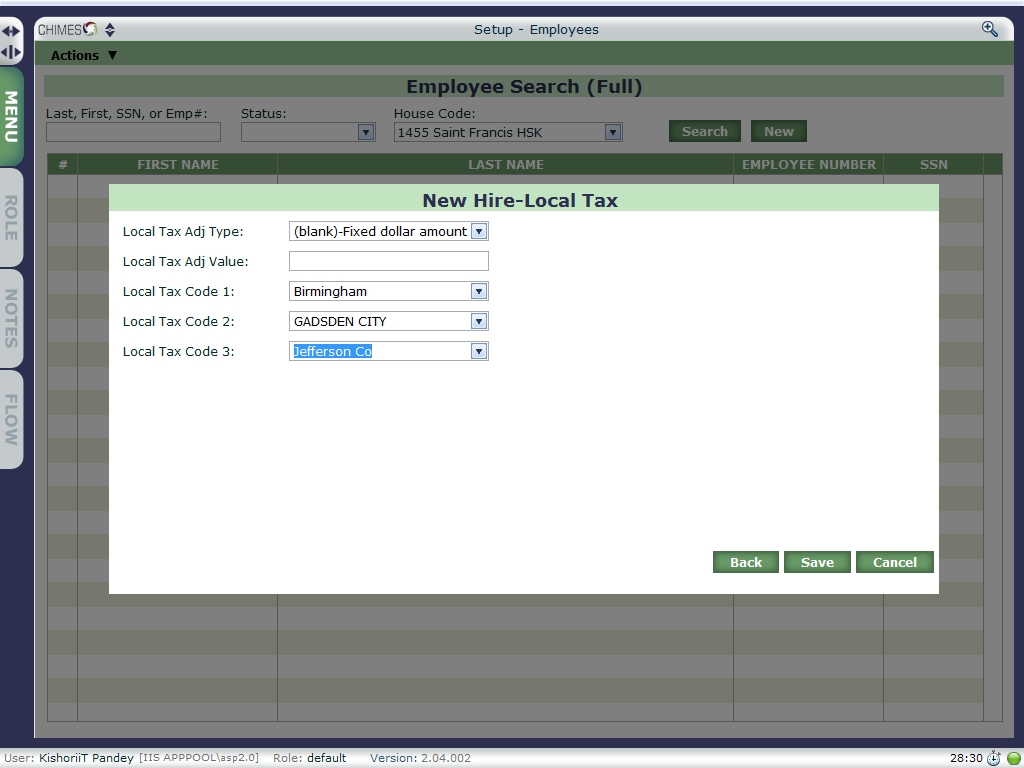 CHIMES
Setup - Employees
Actions ▼
MENU
ROLE
NOTES
FLOW
Employee Search (Full)
Last, First, SSN, or Emp#: Status: House Code:
1455 Saint Francis HSK Search New
# FIRST NAME LAST NAME EMPLOYEE NUMBER SSN
New Hire-Local Tax
Local Tax Adj Type: (blank)-Fixed dollar amount
Local Tax Adj Value:
Local Tax Code 1: Birmingham
Local Tax Code 2: GADSDEN CITY
Local Tax Code 3: Jefferson Co
Back Save Cancel
User: KishoriiT Pandey [IIS APPPOOL\asp2.0] Role: default Version: 2.04.002 28:30